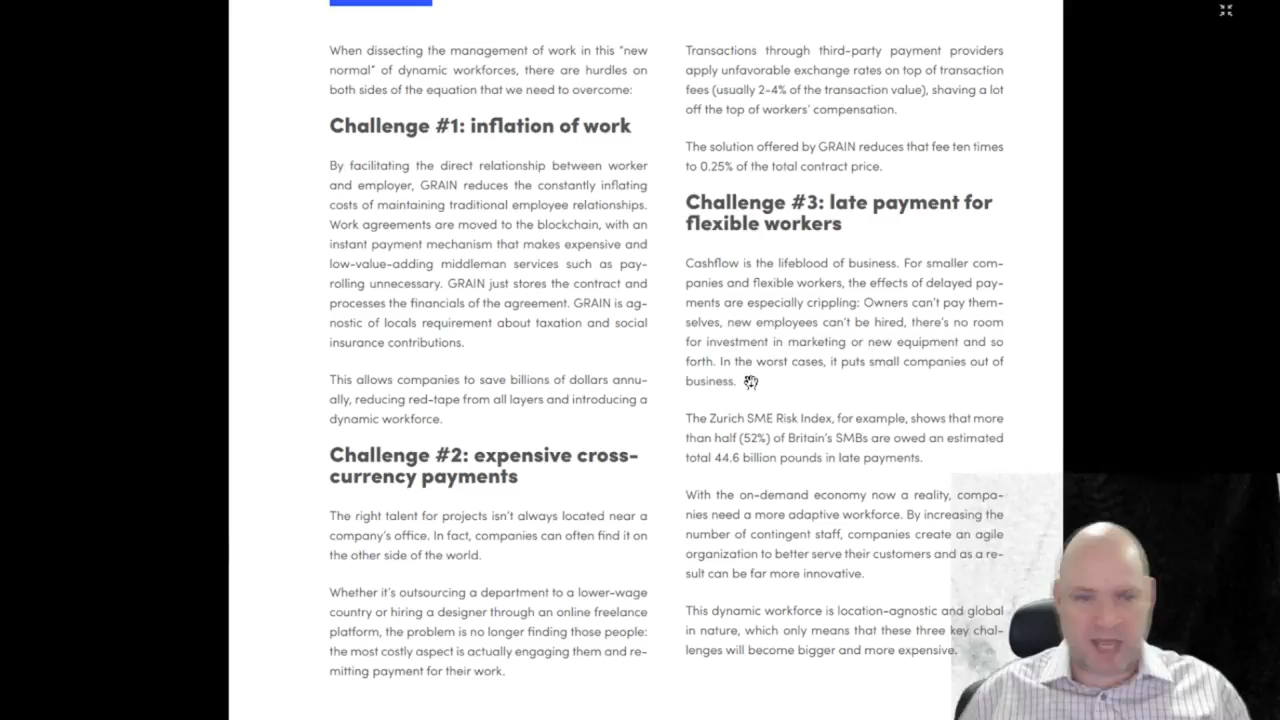 When dissecting the management of work in this "new
normal" of dynamic workforces, there are hurdles on
both sides of the equation that we need to overcome:
Challenge #1: inflation of work
By facilitating the direct relationship between worker
and employer, GRAIN reduces the constantly inflating
costs of maintaining traditional employee relationships.
Work agreements are moved to the blockchain, with an
instant payment mechanism that makes expensive and
low-value-adding middleman services such as pay-
rolling unnecessary. GRAIN just stores the contract and
processes the financials of the agreement. GRAIN is ag-
nostic of locals requirement about taxation and social
insurance contributions.
This allows companies to save billions of dollars annu-
ally, reducing red-tape from all layers and introducing a
dynamic workforce.
Challenge #2: expensive cross-
currency payments
The right talent for projects isn't always located near a
company's office. In fact, companies can often find it on
the other side of the world.
Whether it's outsourcing a department to a lower-wage
country or hiring a designer through an online freelance
platform, the problem is no longer finding those people:
the most costly aspect is actually engaging them and re-
mitting payment for their work.
Transactions through third-party payment providers
apply unfavorable exchange rates on top of transaction
fees (usually 2-4% of the transaction value), shaving a lot
off the top of workers' compensation.
The solution offered by GRAIN reduces that fee ten times
to 0.25% of the total contract price.
Challenge #3: late payment for
flexible workers
Cashflow is the lifeblood of business. For smaller com-
panies and flexible workers, the effects of delayed pay-
ments are especially crippling: Owners can't pay them-
selves, new employees can't be hired, there's no room
for investment in marketing or new equipment and so
forth. In the worst cases, it puts small companies out of
business.
The Zurich SME Risk Index, for example, shows that more
than half (52%) of Britain's SMBs are owed an estimated
total 44.6 billion pounds in late payments.
With the on-demand economy now a reality, compa-
nies need a more adaptive workforce. By increasing the
number of contingent staff, companies create an agile
organization to better serve their customers and as a re-
sult can be far more innovative.
This dynamic workforce is location-agnostic and global
in nature, which only means that these three key chal-
lenges will become bigger and more expensive.